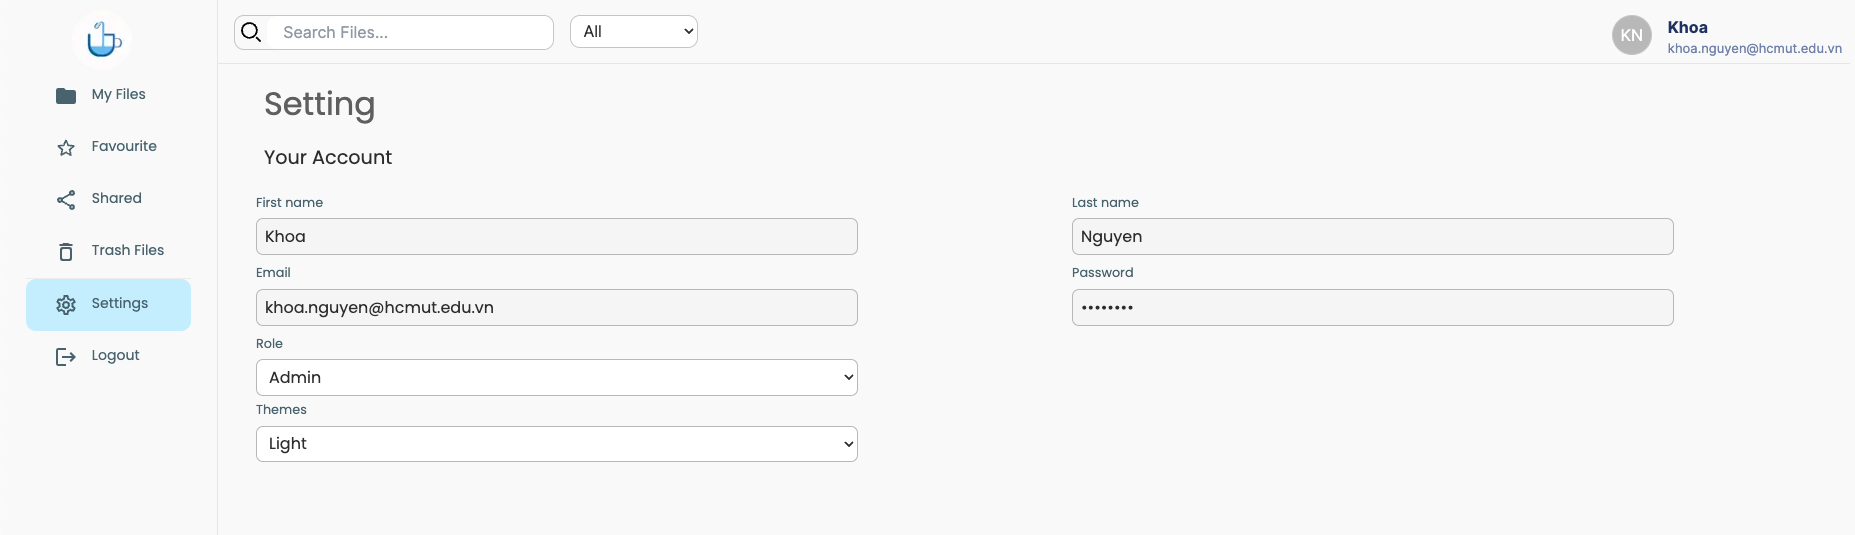 Search Files...
All
KN
Khoa
khoa.nguyen@hcmut.edu.vn
My Files
Favourite
Shared
Trash Files
Settings
Logout
Setting
Your Account
First name
Khoa
Last name
Nguyen
Email
khoa.nguyen@hcmut.edu.vn
Password
••••••••
Role
Admin
Themes
Light